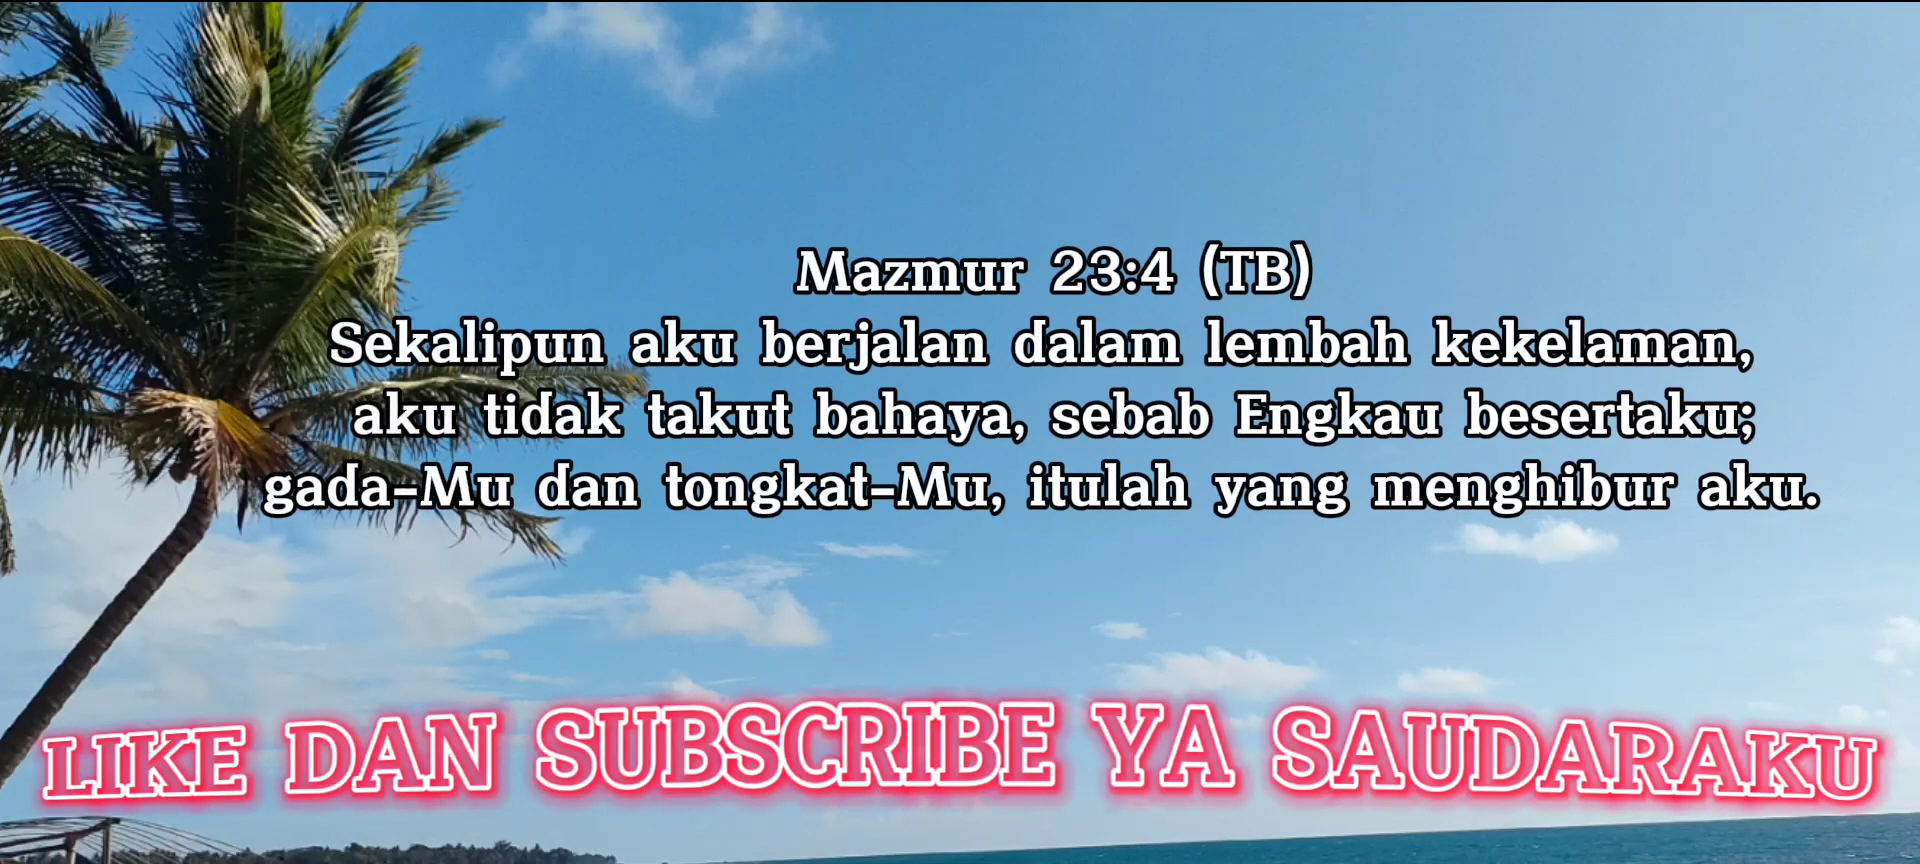 Mazmur 23:4 (TB)
Sekalipun aku berjalan dalam lembah kekelaman,
aku tidak takut bahaya, sebab Engkau besertaku;
gada-Mu dan tongkat-Mu, itulah yang menghibur aku.
LIKE DAN SUBSCRIBE YA SAUDARAKU